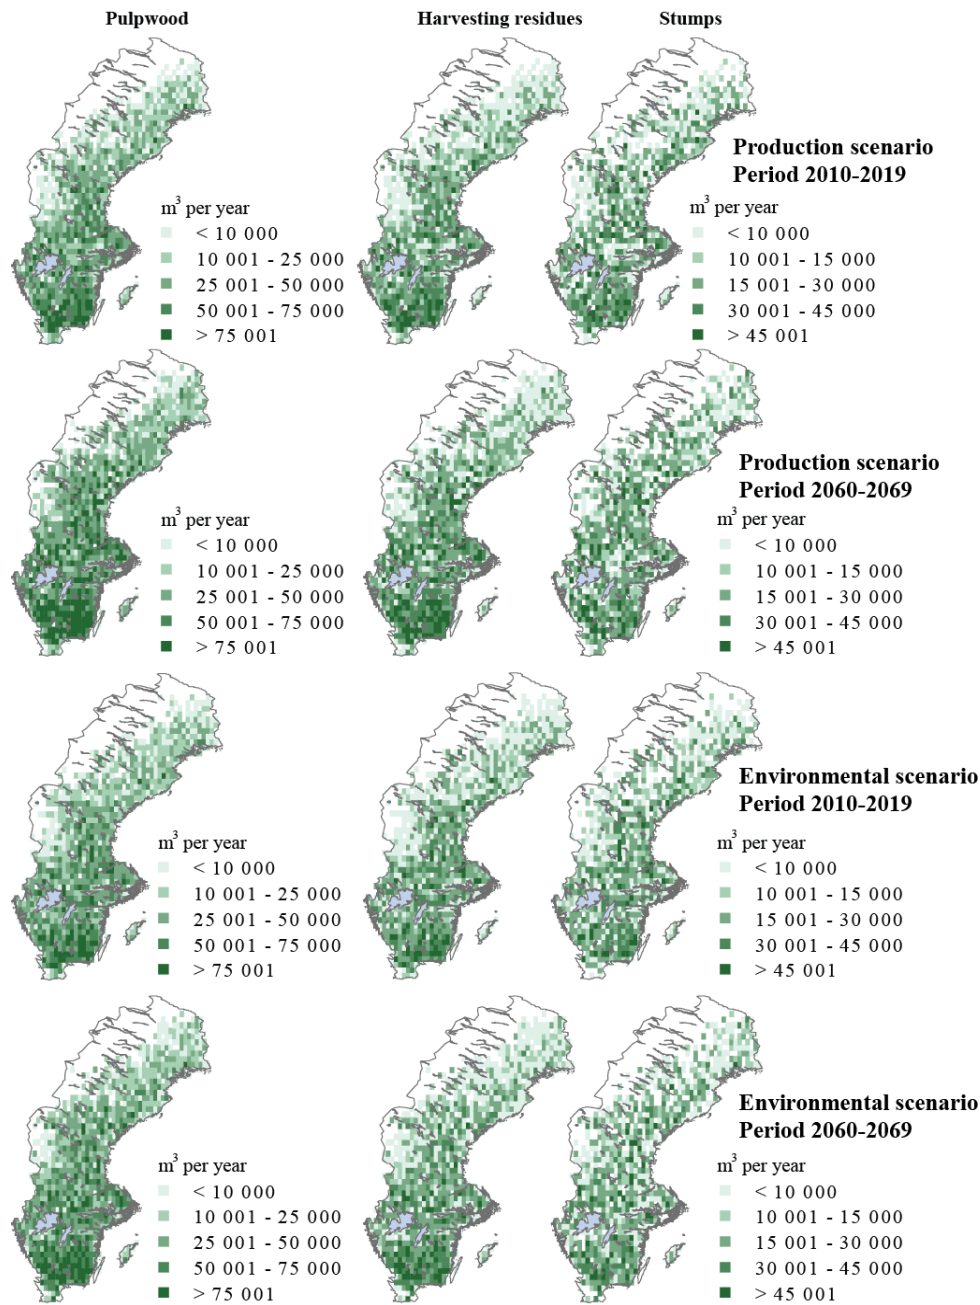 Pulpwood Harvesting residues Stumps
Production scenario
Period 2010-2019
m³ per year
< 10 000
10 001 - 25 000
25 001 - 50 000
50 001 - 75 000
> 75 001
m³ per year
< 10 000
10 001 - 15 000
15 001 - 30 000
30 001 - 45 000
> 45 001
Production scenario
Period 2060-2069
m³ per year
< 10 000
10 001 - 25 000
25 001 - 50 000
50 001 - 75 000
> 75 001
m³ per year
< 10 000
10 001 - 15 000
15 001 - 30 000
30 001 - 45 000
> 45 001
Environmental scenario
Period 2010-2019
m³ per year
< 10 000
10 001 - 25 000
25 001 - 50 000
50 001 - 75 000
> 75 001
m³ per year
< 10 000
10 001 - 15 000
15 001 - 30 000
30 001 - 45 000
> 45 001
Environmental scenario
Period 2060-2069
m³ per year
< 10 000
10 001 - 25 000
25 001 - 50 000
50 001 - 75 000
> 75 001
m³ per year
< 10 000
10 001 - 15 000
15 001 - 30 000
30 001 - 45 000
> 45 001